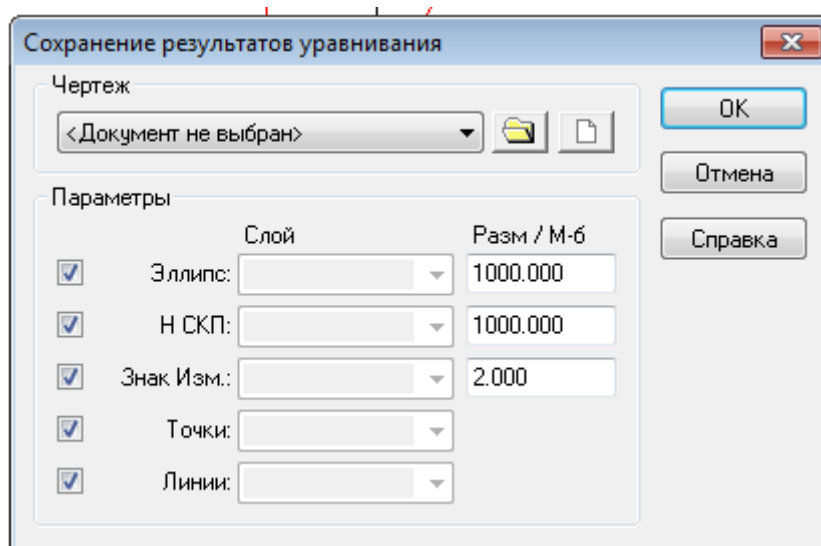 Сохранение результатов уравнивания
Чертеж
<Документ не выбран>
OK
Отмена
Справка
Параметры
Слой Разм / М-б
Эллипс: 1000.000
Н СКП: 1000.000
Знак Изм.: 2.000
Точки:
Линии: